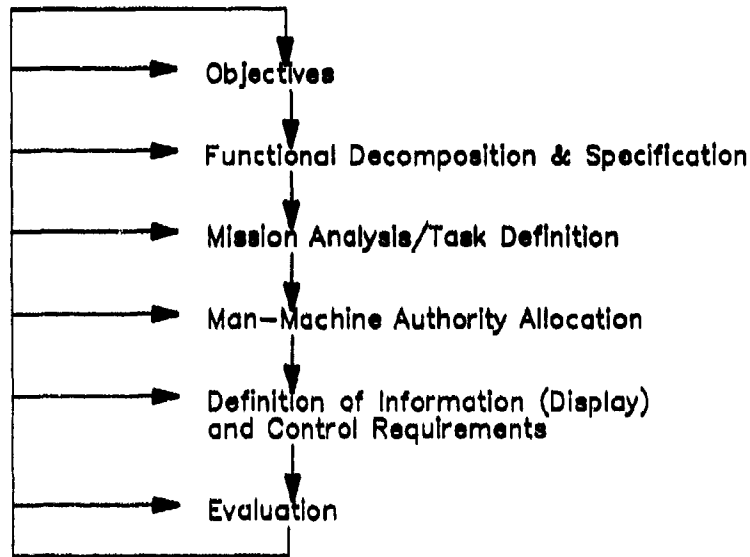 Objectives
Functional Decomposition & Specification
Mission Analysis/Task Definition
Man-Machine Authority Allocation
Definition of Information (Display)
and Control Requirements
Evaluation